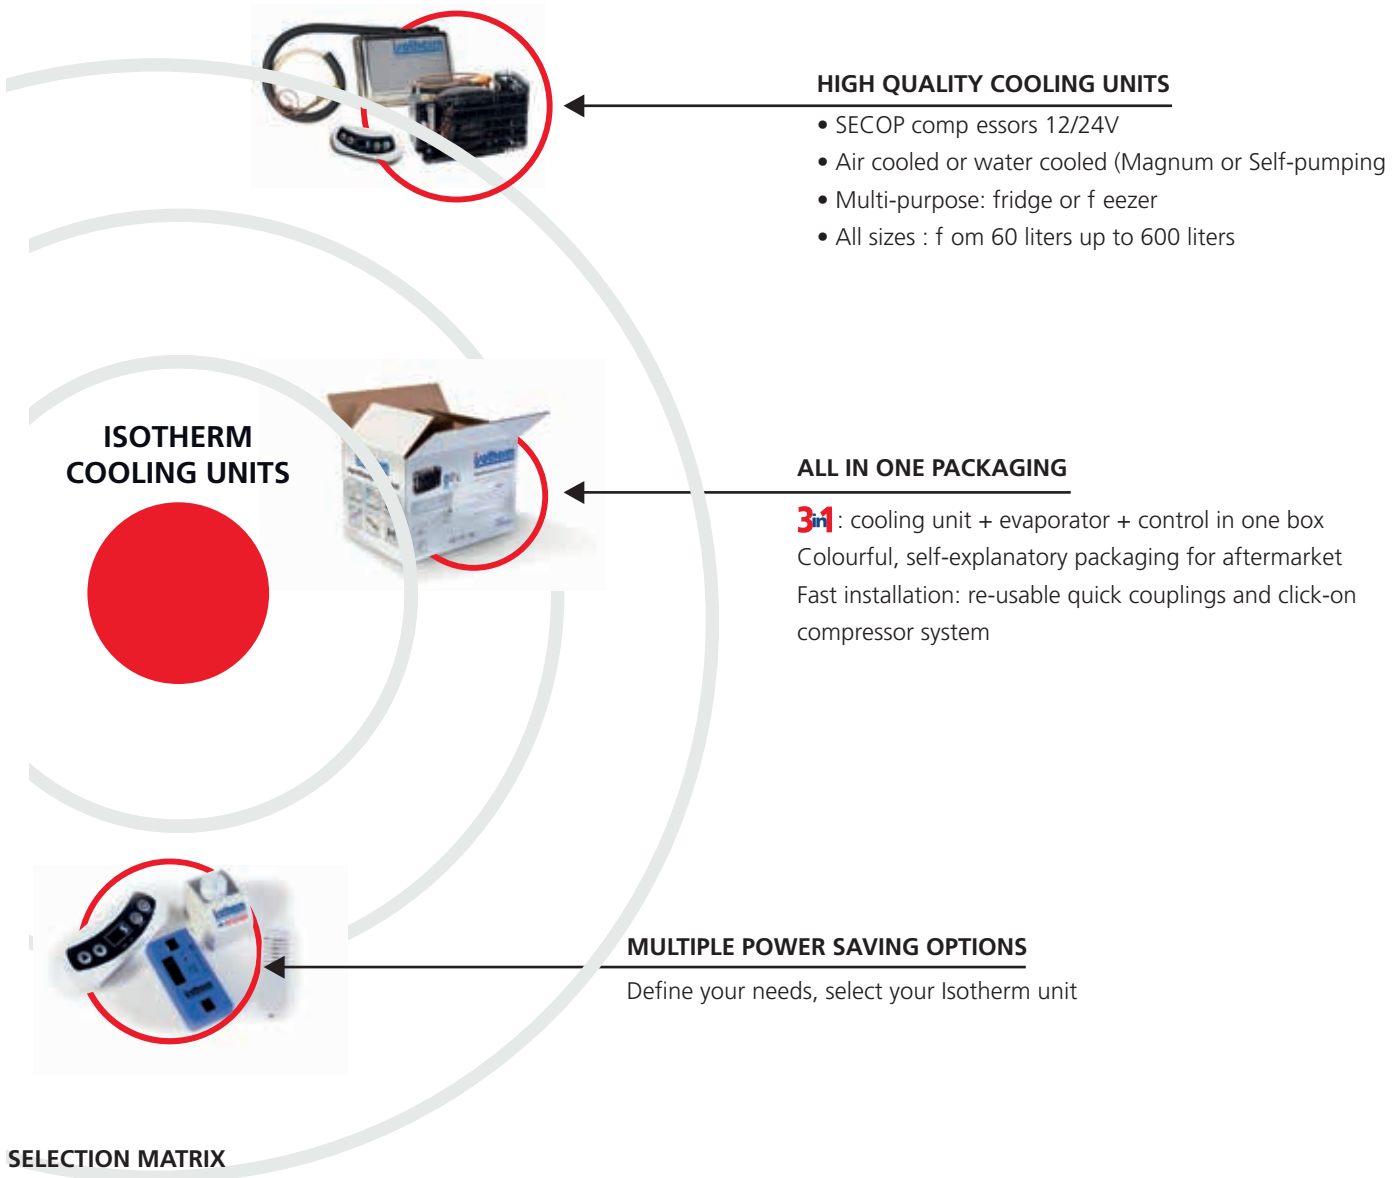 HIGH QUALITY COOLING UNITS
• SECOP comp essors 12/24V
• Air cooled or water cooled (Magnum or Self-pumping
• Multi-purpose: fridge or f eezer
• All sizes : f om 60 liters up to 600 liters
ISOTHERM
COOLING UNITS
ALL IN ONE PACKAGING
3in1 : cooling unit + evaporator + control in one box
Colourful, self-explanatory packaging for aftermarket
Fast installation: re-usable quick couplings and click-on
compressor system
MULTIPLE POWER SAVING OPTIONS
Define your needs, select your Isotherm unit
SELECTION MATRIX